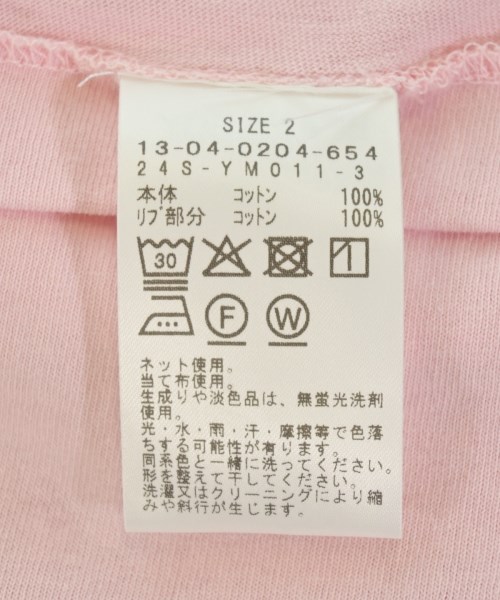 SIZE 2
13-04-0204-654
24S-YM011-3
本体 コットン 100%
リブ部分 コットン 100%
30
F W
ネット使用。
当て布使用。
生成りや淡色品は、無蛍光洗剤
使用。
光・水・雨・汗・摩擦等で色落
ちする可能性が有ります。
同系色と一緒に洗ってください。
形を整えて干してください。
洗濯又はクリーニングにより縮
みや斜行が生じます。